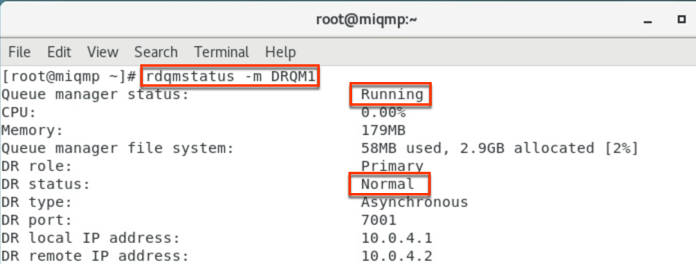 root@miqmp:~
File Edit View Search Terminal Help
[root@miqmp ~]# rdqmstatus -m DRQM1
Queue manager status: Running
CPU: 0.00%
Memory: 179MB
Queue manager file system: 58MB used, 2.9GB allocated [2%]
DR role: Primary
DR status: Normal
DR type: Asynchronous
DR port: 7001
DR local IP address: 10.0.4.1
DR remote IP address: 10.0.4.2